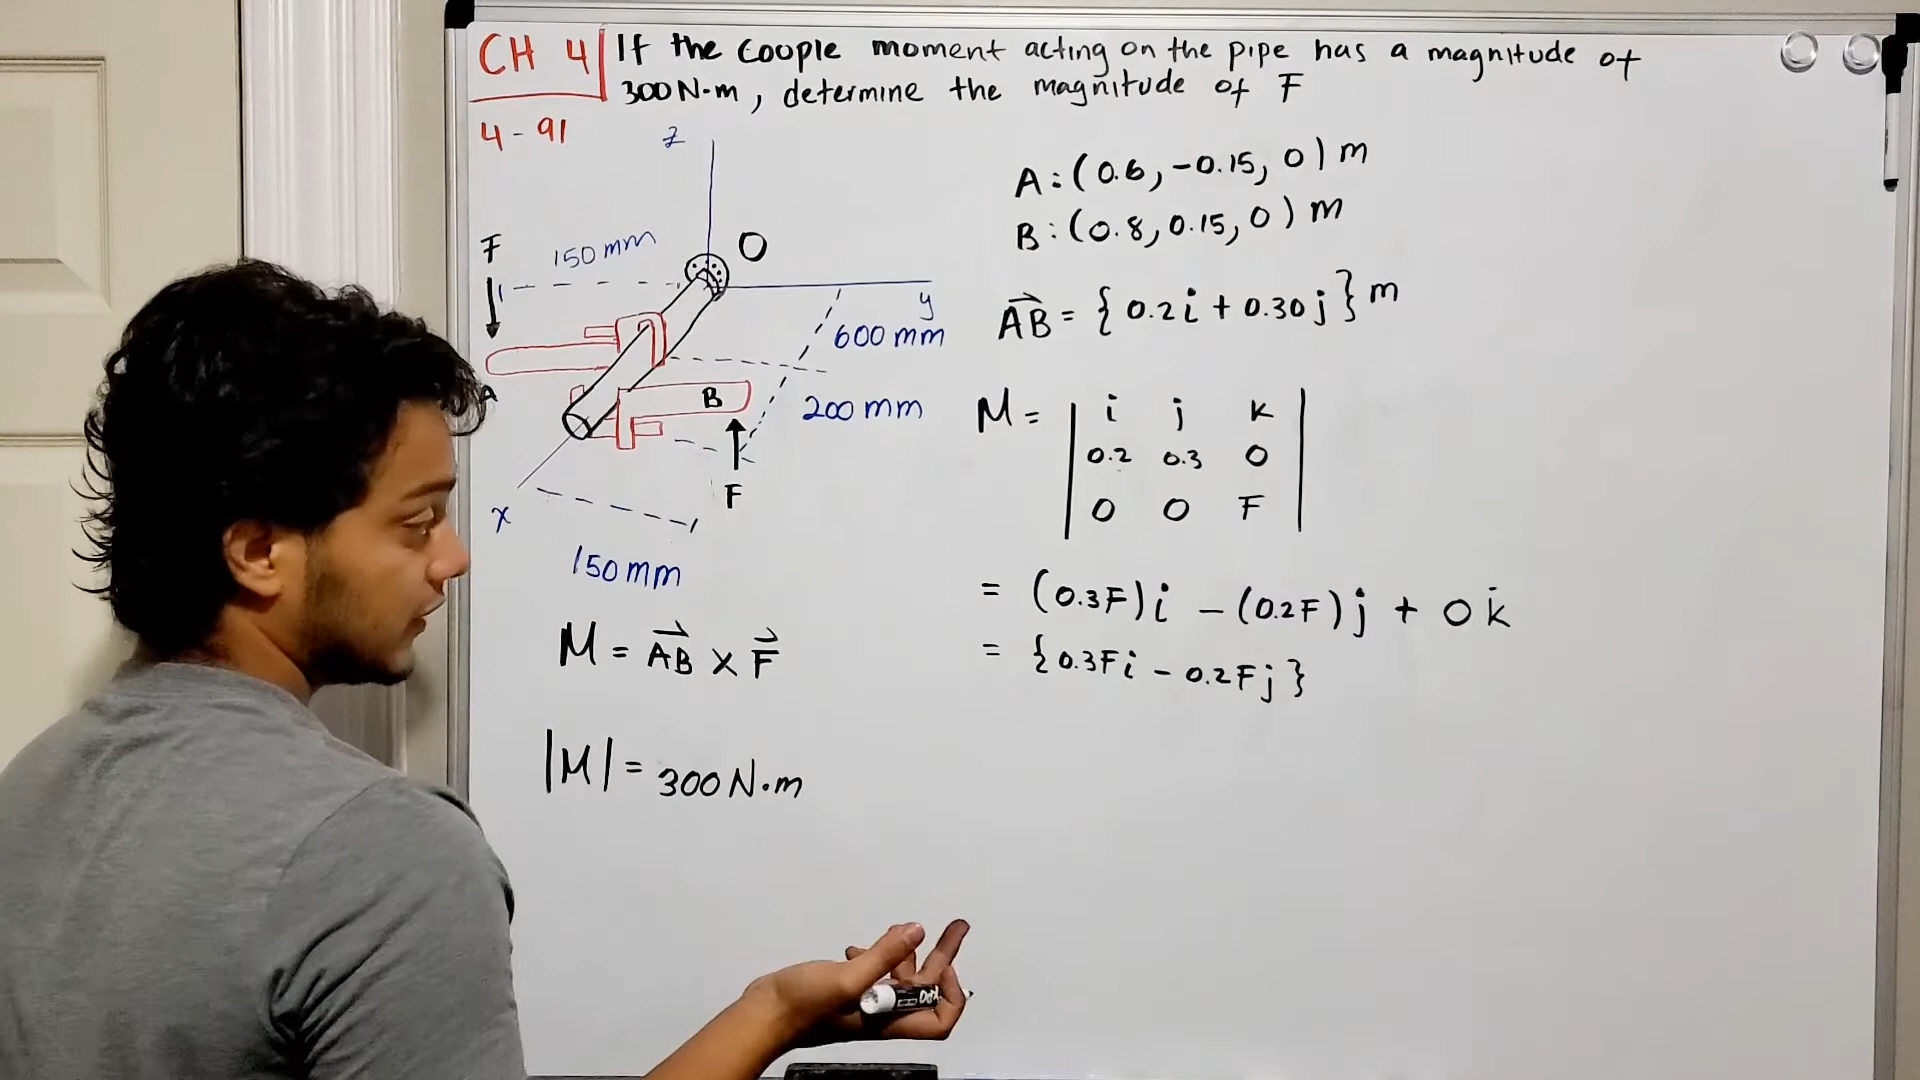 CH 4
If the couple moment acting on the pipe has a magnitude of
300 N·m, determine the magnitude of F
4-91
z
O
F
150 mm
y
600 mm
A
B
200 mm
F
x
150 mm
M = AB⃗ × F⃗
|M| = 300 N·m
A: (0.6, -0.15, 0) m
B: (0.8, 0.15, 0) m
AB⃗ = {0.2i + 0.30j} m
M = | i j k |
0.2 0.3 0
0 0 F
= (0.3F)i - (0.2F)j + 0k
= {0.3Fi - 0.2Fj}